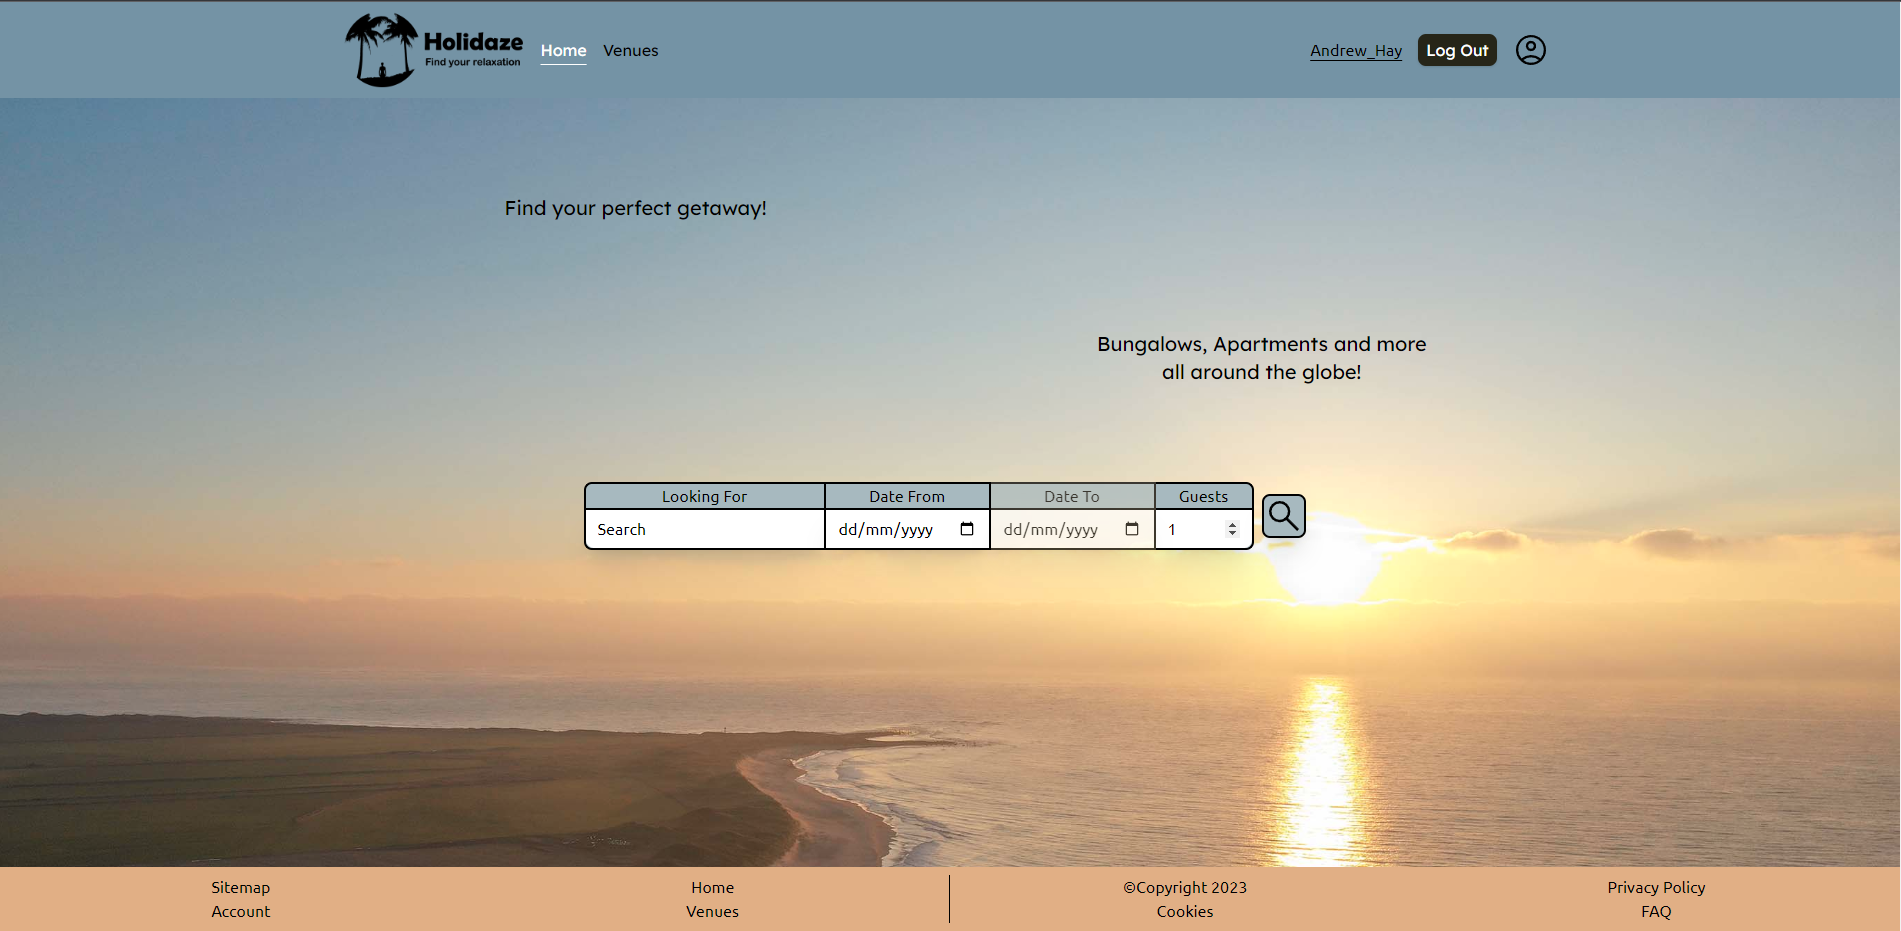 Holidaze
Find your relaxation
Home
Venues
Andrew_Hay
Log Out
Find your perfect getaway!
Bungalows, Apartments and more
all around the globe!
Looking For
Date From
Date To
Guests
Search
dd/mm/yyyy
dd/mm/yyyy
1
Sitemap
Account
Home
Venues
©Copyright 2023
Cookies
Privacy Policy
FAQ